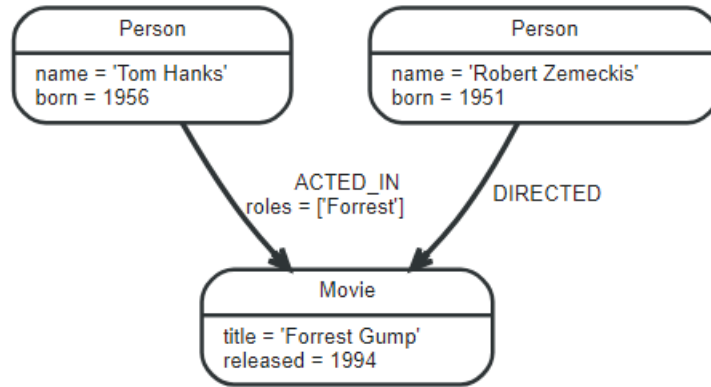 Person
name = 'Tom Hanks'
born = 1956
Person
name = 'Robert Zemeckis'
born = 1951
ACTED_IN
roles = ['Forrest']
DIRECTED
Movie
title = 'Forrest Gump'
released = 1994